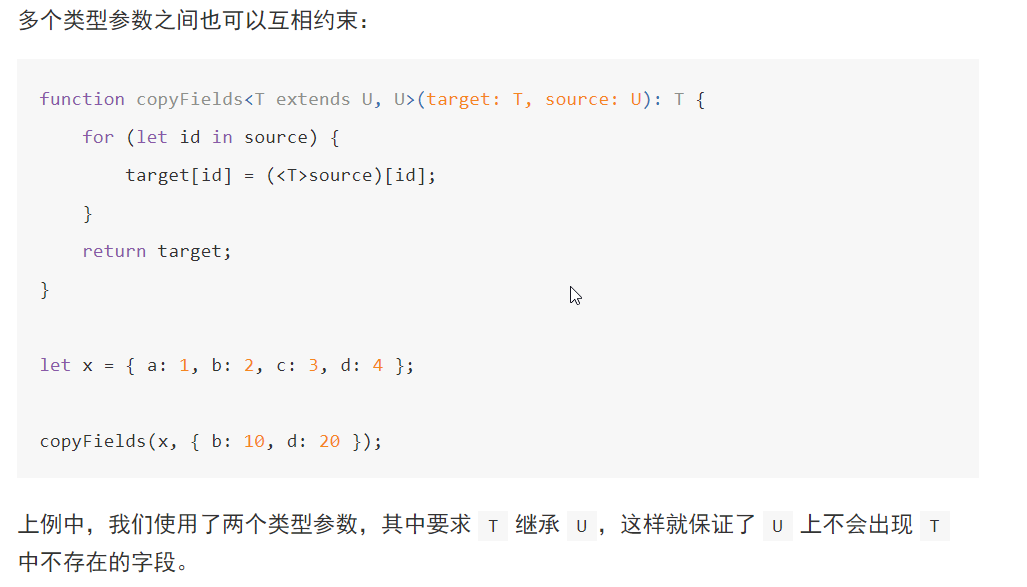 多个类型参数之间也可以互相约束：
function copyFields<T extends U, U>(target: T, source: U): T {
    for (let id in source) {
        target[id] = (<T>source)[id];
    }
    return target;
}
let x = { a: 1, b: 2, c: 3, d: 4 };
copyFields(x, { b: 10, d: 20 });
上例中，我们使用了两个类型参数，其中要求 T 继承 U，这样就保证了 U 上不会出现 T
中不存在的字段。